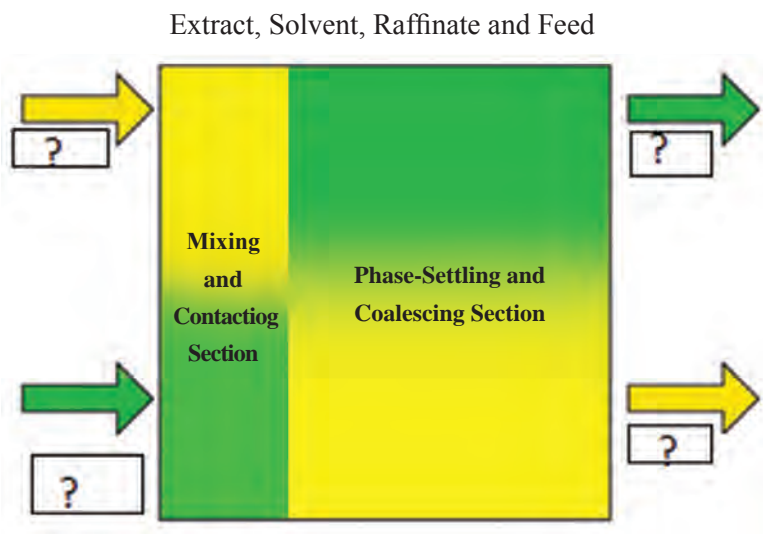 Extract, Solvent, Raffinate and Feed
?
?
Mixing
and
Contactiog
Section
Phase-Settling and
Coalescing Section
?
?